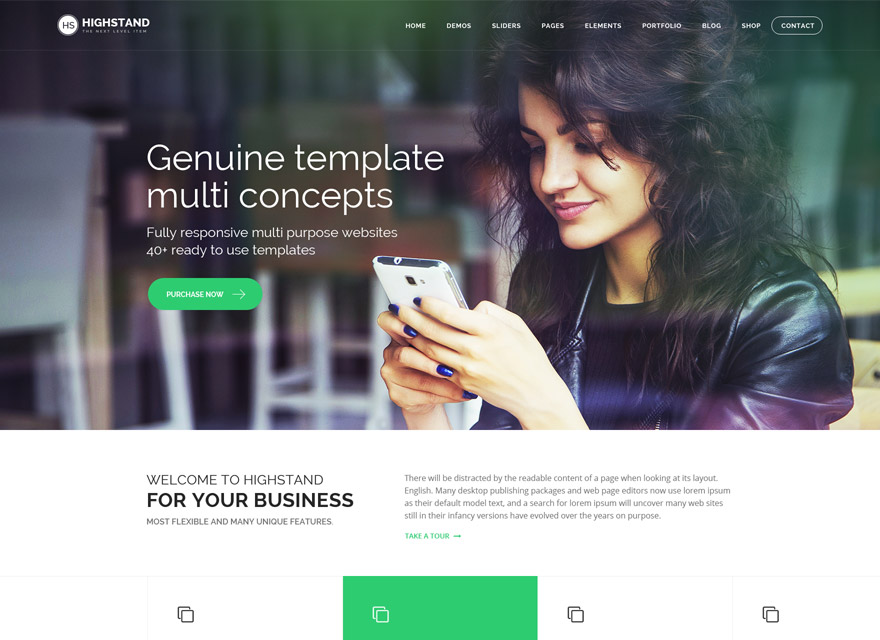 HS HIGHSTAND
THE NEXT LEVEL ITEM
HOME DEMOS SLIDERS PAGES ELEMENTS PORTFOLIO BLOG SHOP CONTACT
Genuine template
multi concepts
Fully responsive multi purpose websites
40+ ready to use templates
PURCHASE NOW
WELCOME TO HIGHSTAND
FOR YOUR BUSINESS
MOST FLEXIBLE AND MANY UNIQUE FEATURES.
There will be distracted by the readable content of a page when looking at its layout.
English. Many desktop publishing packages and web page editors now use lorem ipsum
as their default model text, and a search for lorem ipsum will uncover many web sites
still in their infancy versions have evolved over the years on purpose.
TAKE A TOUR